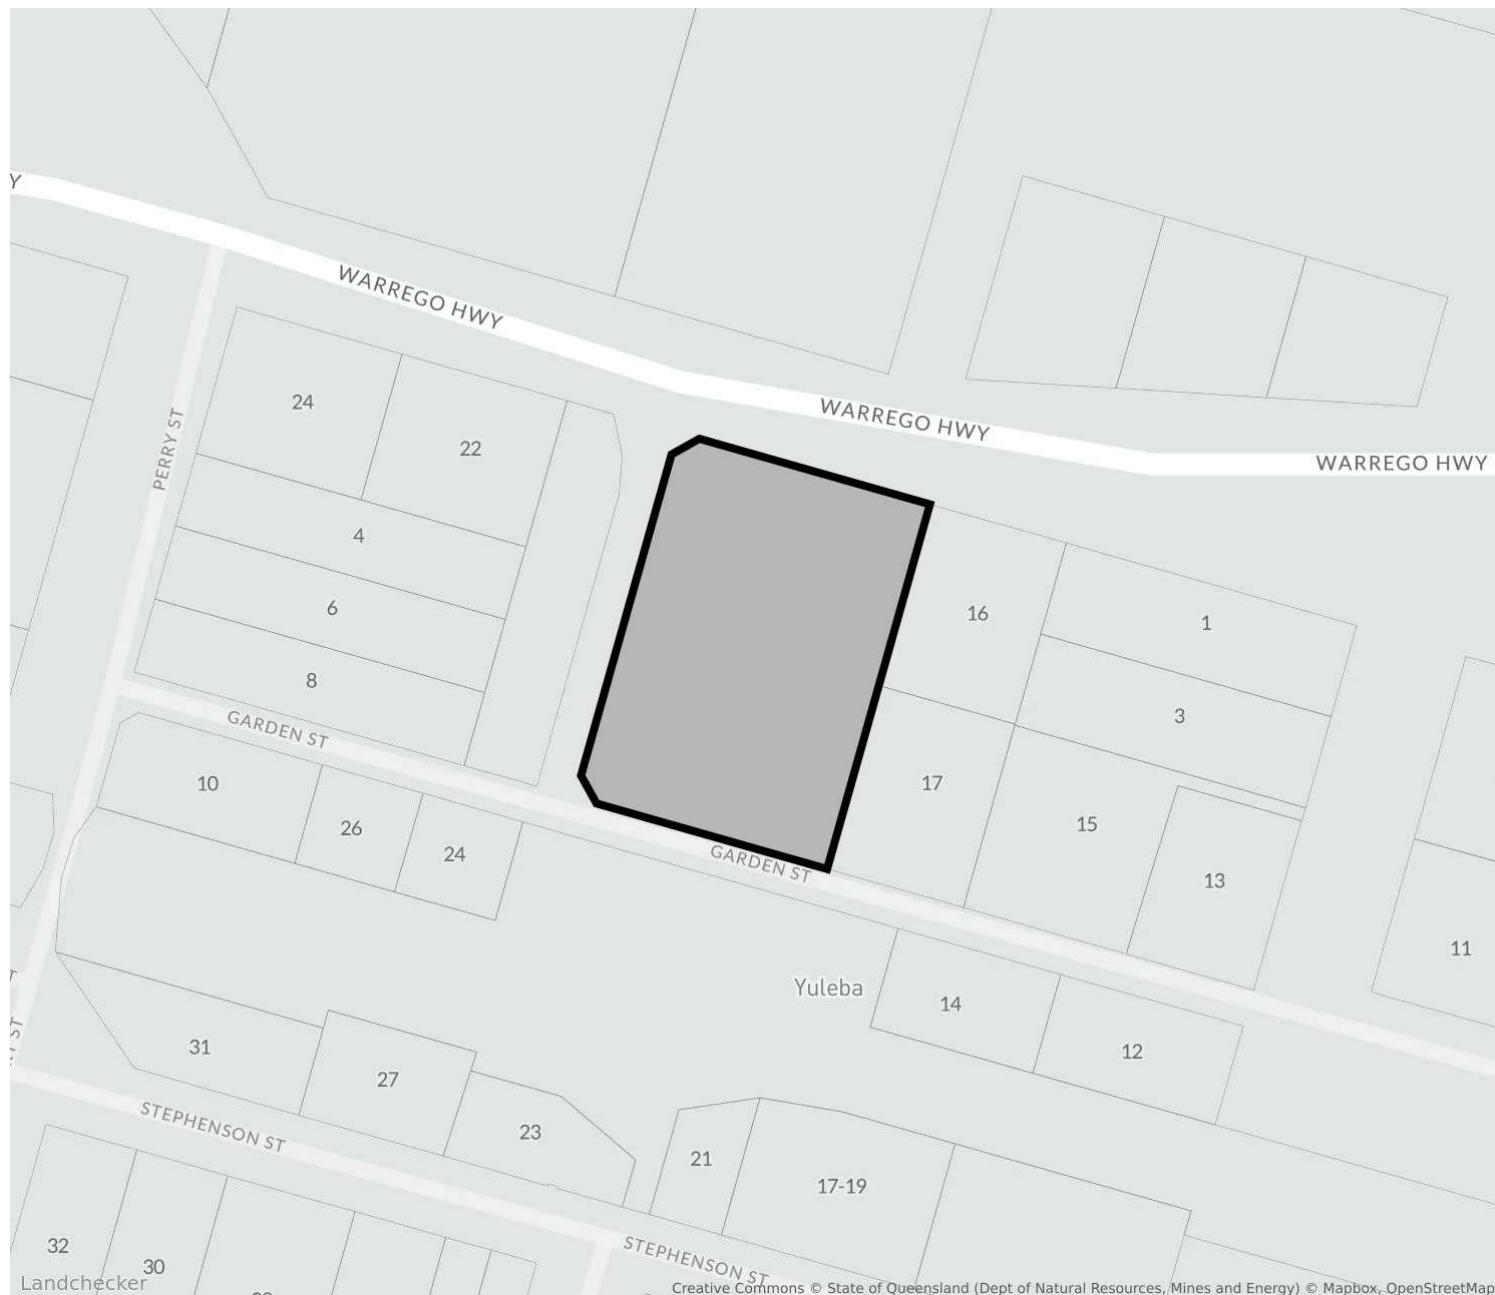 Y
WARREGO HWY
WARREGO HWY
WARREGO HWY
PERRY ST
24
22
4
6
8
16
1
3
17
15
13
11
GARDEN ST
10
26
24
GARDEN ST
Yuleba
14
12
31
27
23
21
17-19
STEPHENSON ST
STEPHENSON ST
32
30
Landchecker
Creative Commons © State of Queensland (Dept of Natural Resources, Mines and Energy) © Mapbox, OpenStreetMap